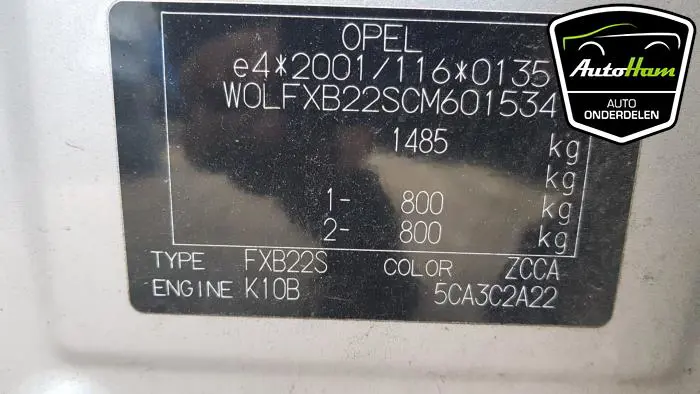 OPEL
e4*2001/116*0135
W0LFXB22SCM601534
1485 kg
kg
1- 800 kg
2- 800 kg
TYPE FXB22S COLOR ZCCA
ENGINE K10B 5CA3C2A22
AutoHam
AUTO
ONDERDELEN